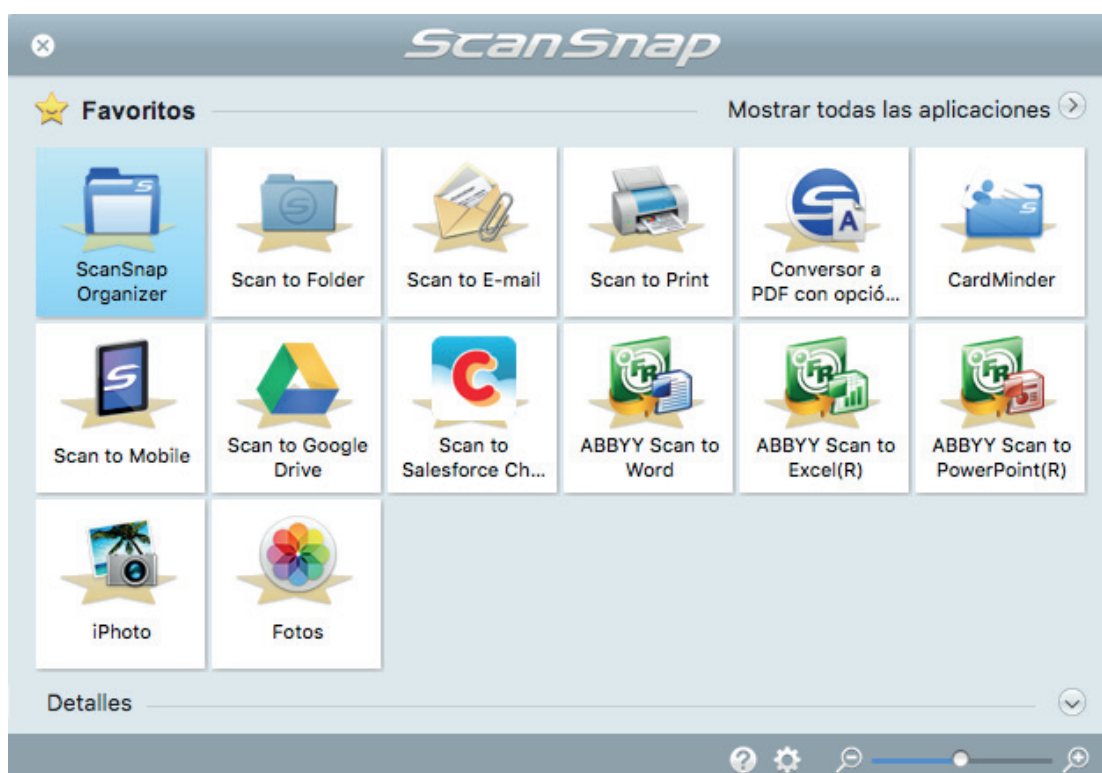 ScanSnap
Favoritos
Mostrar todas las aplicaciones
ScanSnap
Organizer
Scan to Folder
Scan to E-mail
Scan to Print
Conversor a
PDF con opció...
CardMinder
Scan to Mobile
Scan to Google
Drive
Scan to
Salesforce Ch...
ABBYY Scan to
Word
ABBYY Scan to
Excel(R)
ABBYY Scan to
PowerPoint(R)
iPhoto
Fotos
Detalles